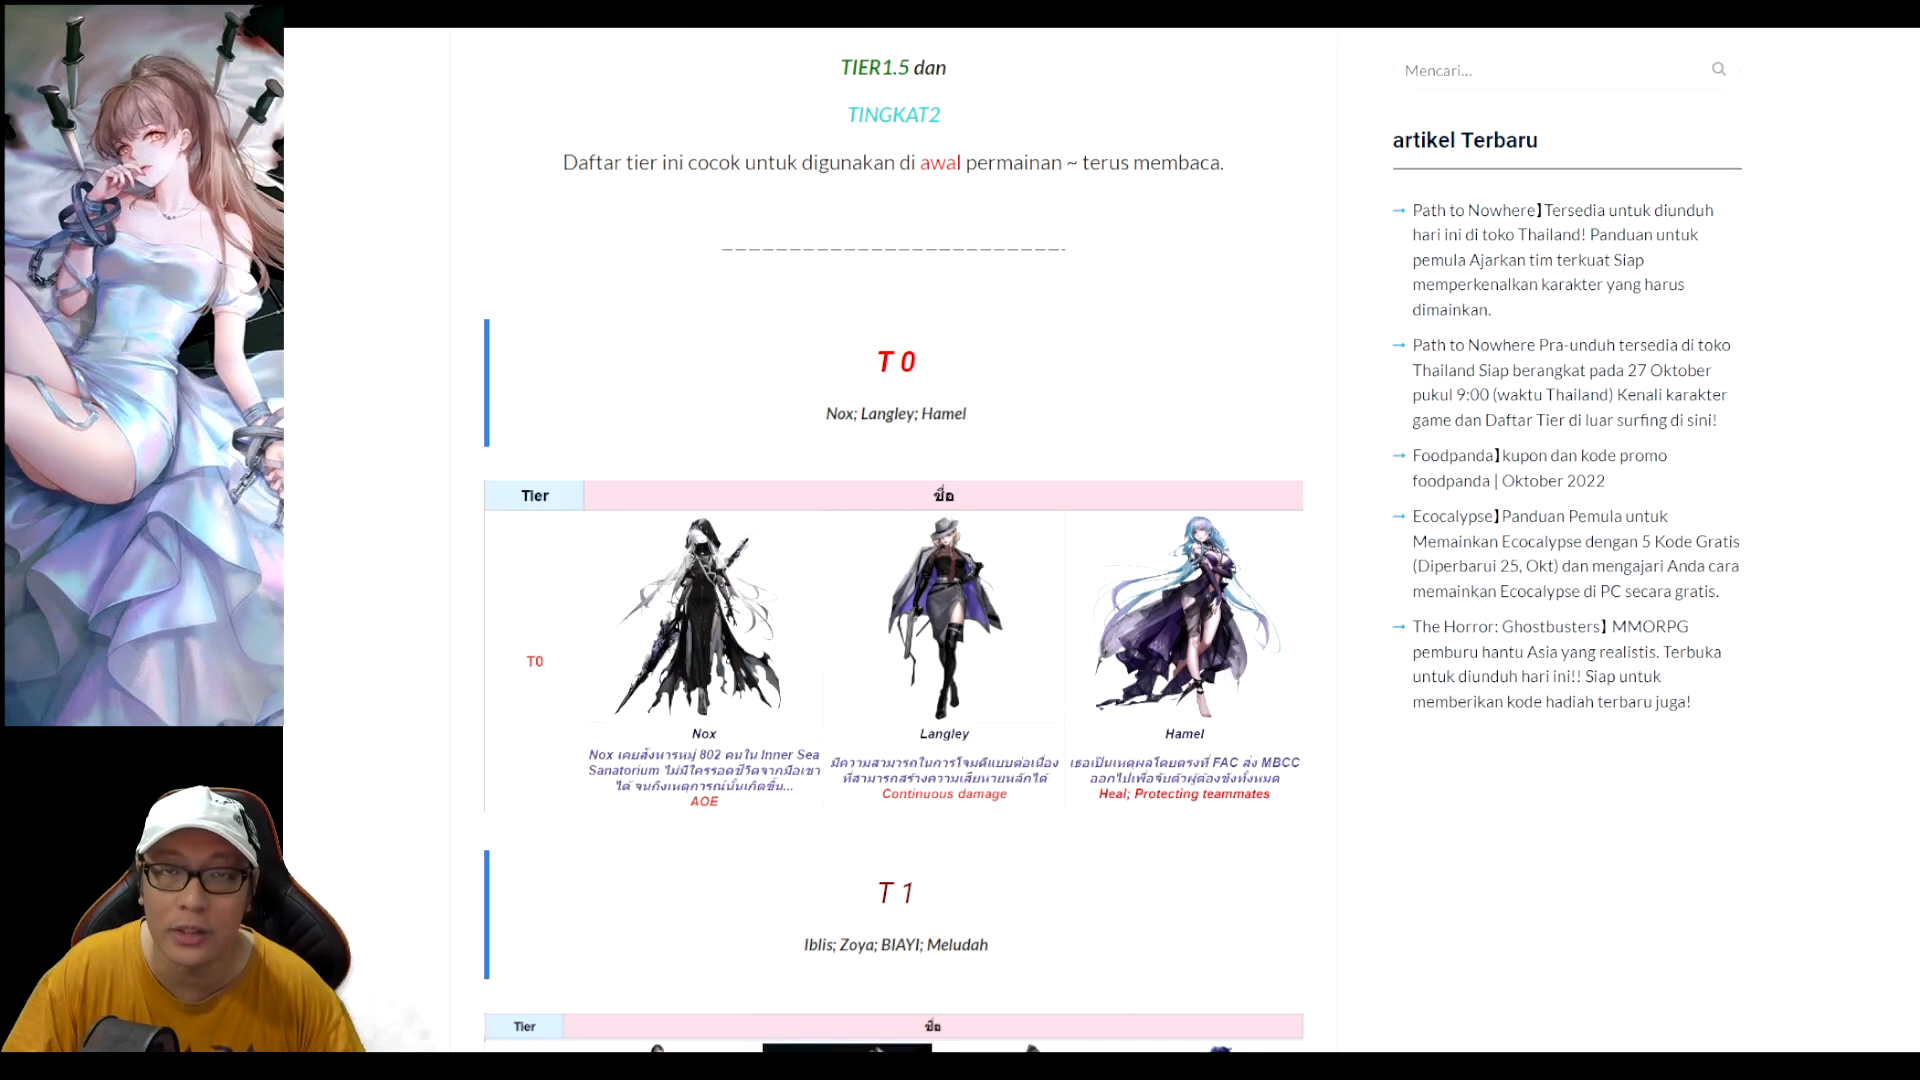 TIER1.5 dan
TINGKAT2
Daftar tier ini cocok untuk digunakan di awal permainan ~ terus membaca.
__________________________-
T 0
Nox; Langley; Hamel
Tier
ชื่อ
T0
Nox
Nox เคยสังหารหมู่ 802 คนใน Inner Sea
Sanatorium ไม่มีใครรอดชีวิตจากมือเขา
ได้ จนถึงเหตุการณ์นั้นเกิดขึ้น...
AOE
Langley
มีความสามารถในการโจมตีแบบต่อเนื่อง
ที่สามารถสร้างความเสียหายหลักได้
Continuous damage
Hamel
เธอเป็นเหตุผลโดยตรงที่ FAC ส่ง MBCC
ออกไปเพื่อจับตัวผู้ต้องขังทั้งหมด
Heal; Protecting teammates
T 1
Iblis; Zoya; BIAYI; Meludah
Tier
ชื่อ
Mencari...
artikel Terbaru
→ Path to Nowhere】Tersedia untuk diunduh
hari ini di toko Thailand! Panduan untuk
pemula Ajarkan tim terkuat Siap
memperkenalkan karakter yang harus
dimainkan.
→ Path to Nowhere Pra-unduh tersedia di toko
Thailand Siap berangkat pada 27 Oktober
pukul 9:00 (waktu Thailand) Kenali karakter
game dan Daftar Tier di luar surfing di sini!
→ Foodpanda】kupon dan kode promo
foodpanda | Oktober 2022
→ Ecocalypse】Panduan Pemula untuk
Memainkan Ecocalypse dengan 5 Kode Gratis
(Diperbarui 25, Okt) dan mengajari Anda cara
memainkan Ecocalypse di PC secara gratis.
→ The Horror: Ghostbusters】 MMORPG
pemburu hantu Asia yang realistis. Terbuka
untuk diunduh hari ini!! Siap untuk
memberikan kode hadiah terbaru juga!